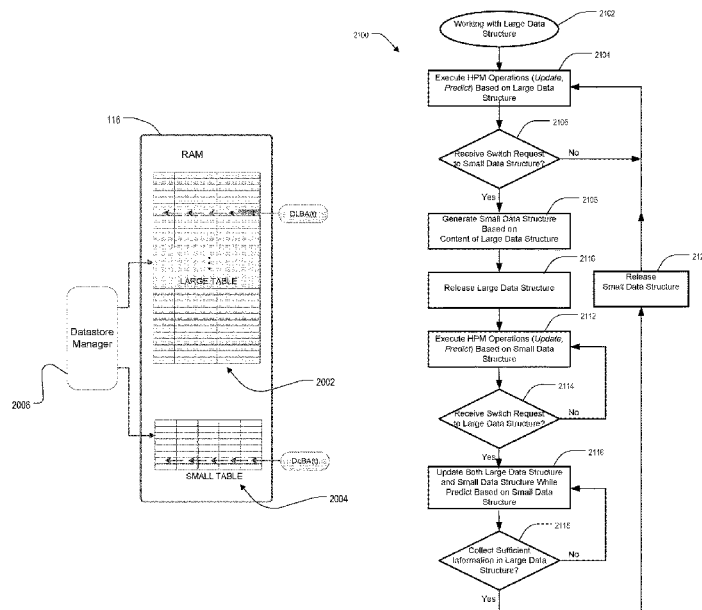 116
RAM
DLBA(t)
LARGE TABLE
Datastore
Manager
2002
2006
DLBA(t)
SMALL TABLE
2004
2100
2102
Working with Large Data
Structure
2104
Execute HPM Operations (Update,
Predict) Based on Large Data
Structure
2106
Receive Switch Request
to Small Data Structure?
No
Yes
Generate Small Data Structure
Based on
Content of Large Data Structure
2110
Release Large Data Structure
Release
Small Data Structure
2112
Execute HPM Operations (Update,
Predict) Based on Small Data
Structure
2114
Receive Switch Request
to Large Data Structure?
No
Yes
2116
Update Both Large Data Structure
and Small Data Structure While
Predict Based on Small Data
Structure
Collect Sufficient
Information in Large Data
Structure?
No
Yes